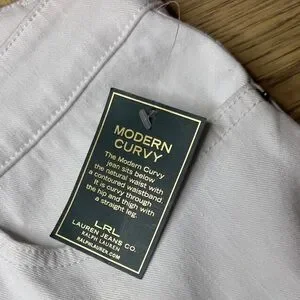 MODERN
CURVY
The Modern Curvy
jean sits below
the natural waist with
a contoured waistband.
It is curvy through
the hip and thigh with
a straight leg.
LRL
LAUREN JEANS CO.
RALPH LAUREN
RALPHLAUREN.COM